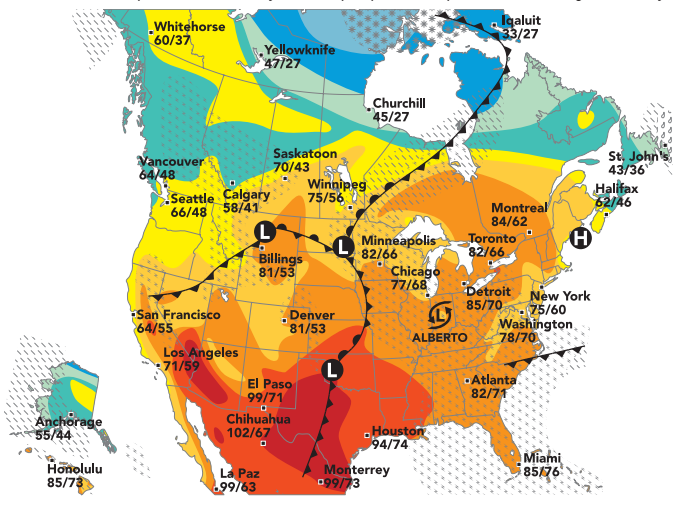 Whitehorse
60/37
Iqaluit
33/27
Yellowknife
47/27
Churchill
45/27
Saskatoon
70/43
Vancouver
64/48
St. John's
43/36
Winnipeg
75/56
Calgary
58/41
Seattle
66/48
Halifax
62/46
Montreal
84/62
L
L
H
Minneapolis
82/66
Toronto
82/66
Billings
81/53
Chicago
77/68
Detroit
85/70
New York
75/60
San Francisco
64/55
Denver
81/53
L
ALBERTO
Washington
78/70
Los Angeles
71/59
L
El Paso
99/71
Atlanta
82/71
Anchorage
55/44
Chihuahua
102/67
Houston
94/74
Honolulu
85/73
La Paz
99/63
Monterrey
99/73
Miami
85/76